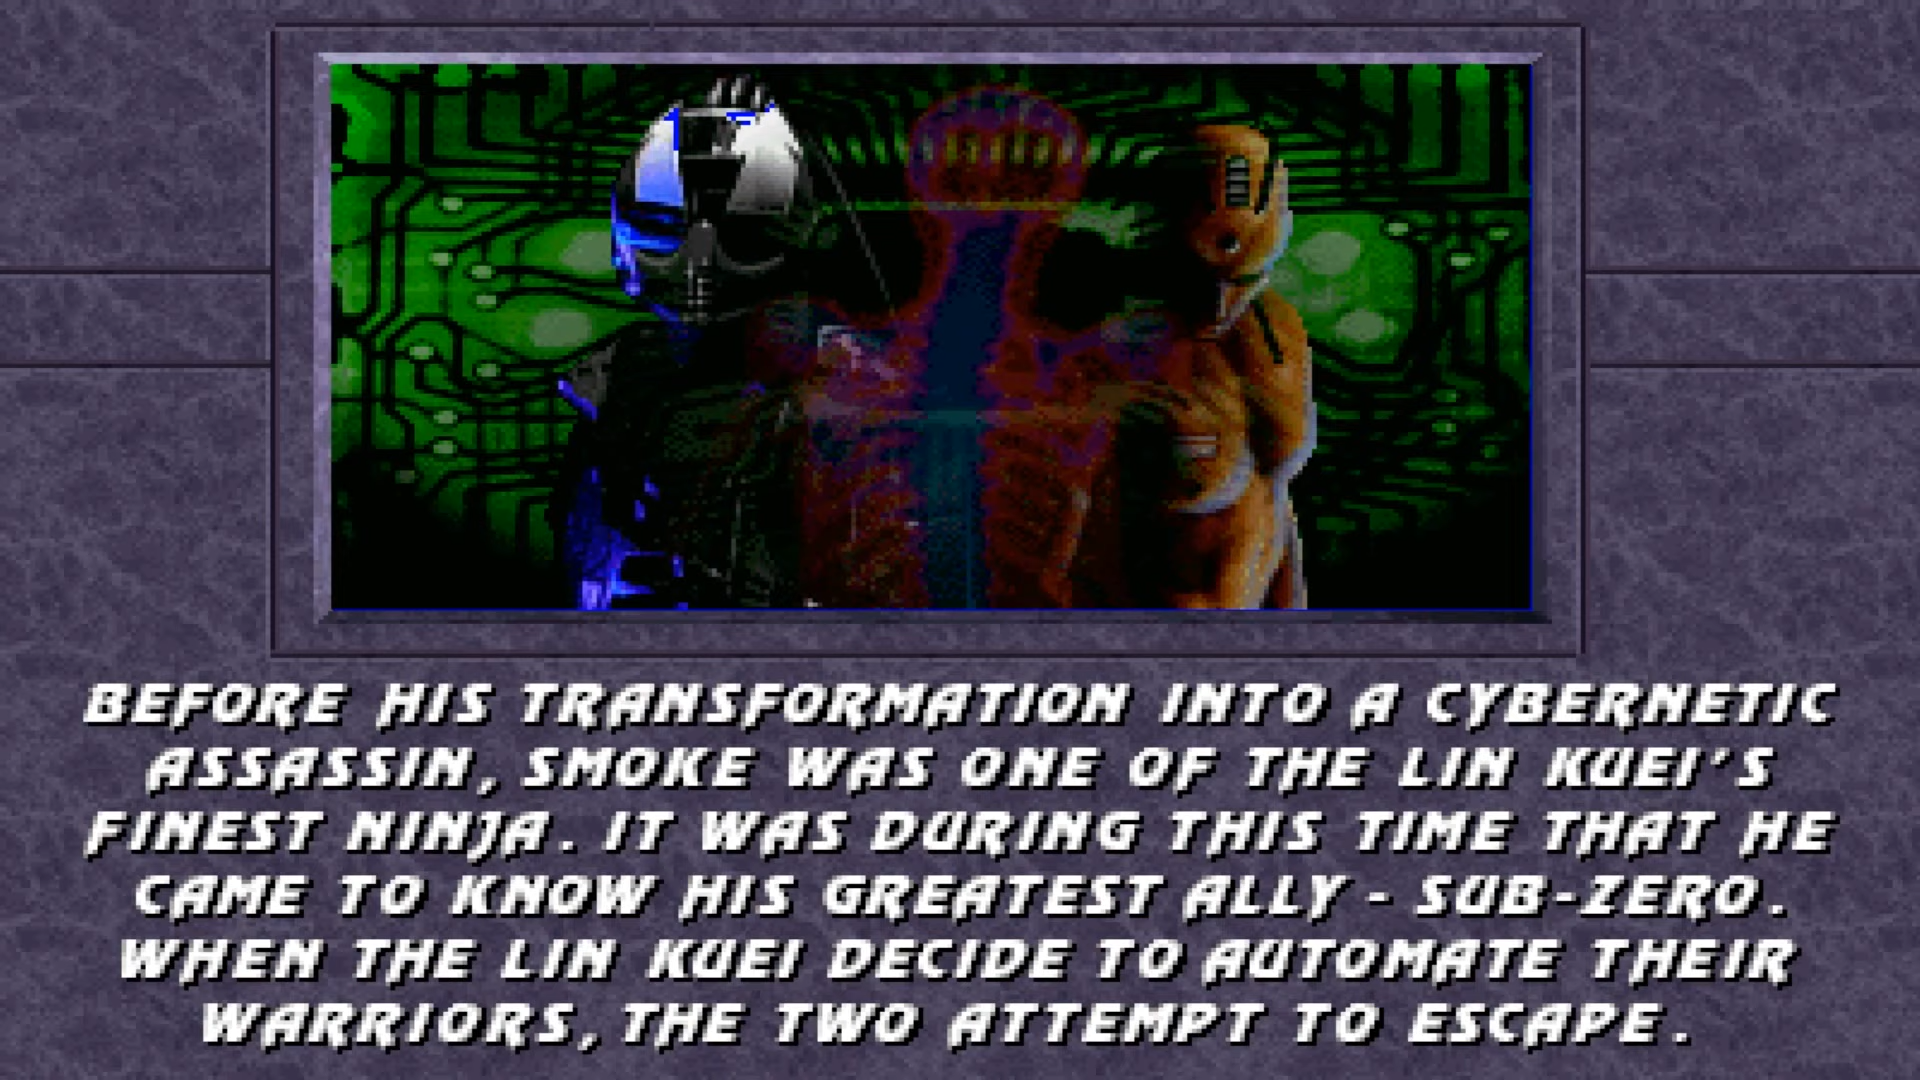 BEFORE HIS TRANSFORMATION INTO A CYBERNETIC
ASSASSIN, SMOKE WAS ONE OF THE LIN KUEI'S
FINEST NINJA. IT WAS DURING THIS TIME THAT HE
CAME TO KNOW HIS GREATEST ALLY - SUB-ZERO.
WHEN THE LIN KUEI DECIDE TO AUTOMATE THEIR
WARRIORS, THE TWO ATTEMPT TO ESCAPE.